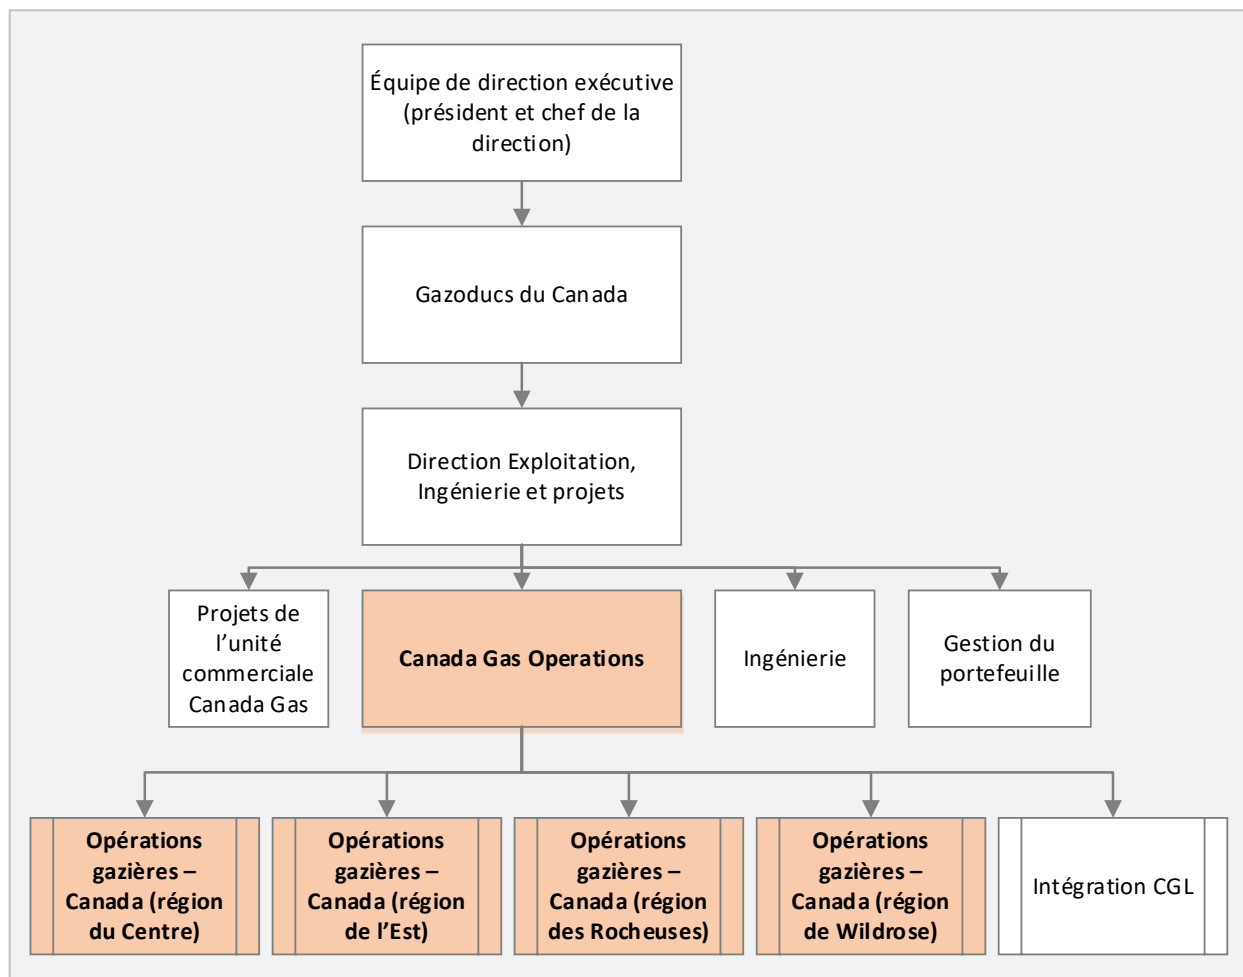 Équipe de direction exécutive
(président et chef de la
direction)
Gazoducs du Canada
Direction Exploitation,
Ingénierie et projets
Projets de
l’unité
commerciale
Canada Gas
Canada Gas Operations
Ingénierie
Gestion du
portefeuille
Opérations
gazières –
Canada (région
du Centre)
Opérations
gazières –
Canada (région
de l’Est)
Opérations
gazières –
Canada (région
des Rocheuses)
Opérations
gazières –
Canada (région
de Wildrose)
Intégration CGL